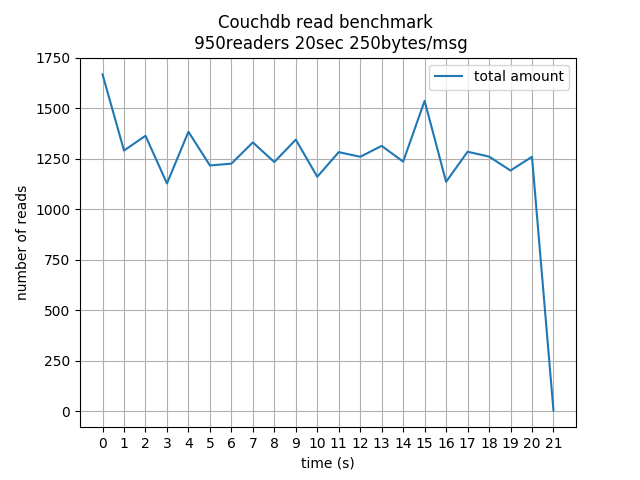 Couchdb read benchmark
950readers 20sec 250bytes/msg
total amount
1750
1500
1250
1000
750
500
250
0
number of reads
0 1 2 3 4 5 6 7 8 9 10 11 12 13 14 15 16 17 18 19 20 21
time (s)